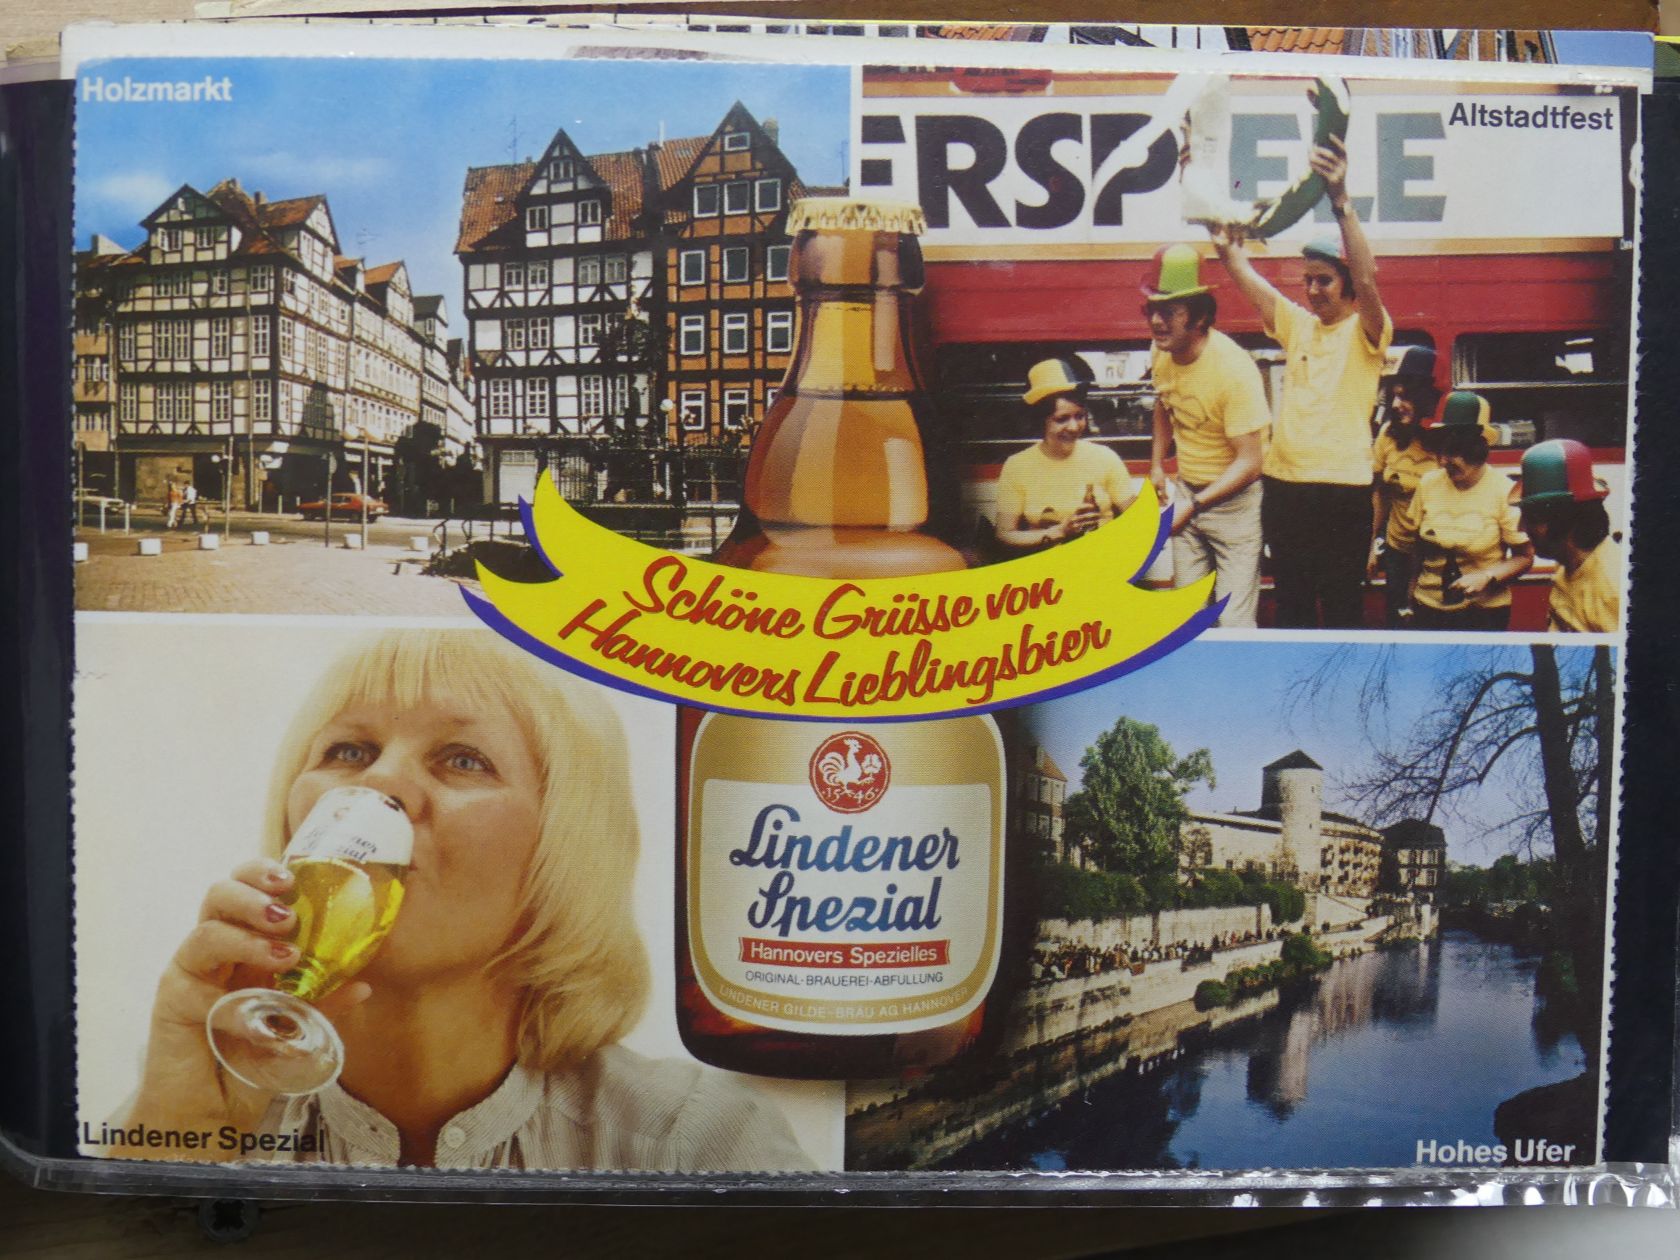 Holzmarkt
Altstadtfest
ERSPIELE
Schöne Grüsse von
Hannovers Lieblingsbier
1546
Lindener
Spezial
Hannovers Spezielles
ORIGINAL-BRAUEREI-ABFÜLLUNG
LINDENER GILDE-BRÄU AG HANNOVER
Lindener Spezial
Hohes Ufer